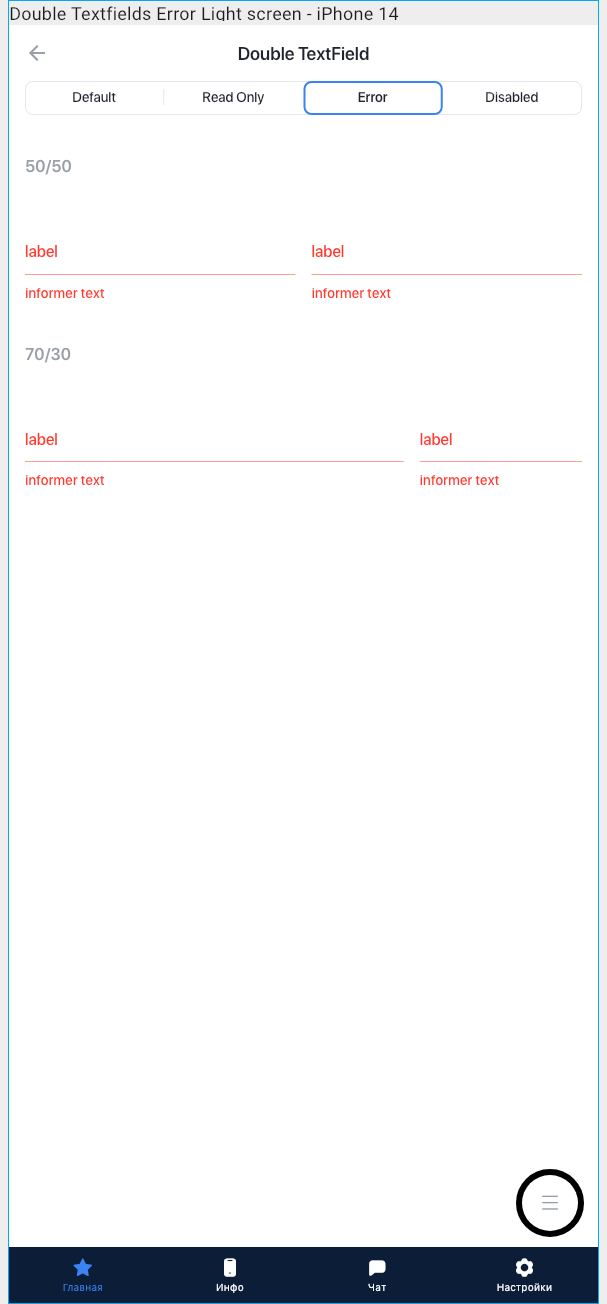 Double Textfields Error Light screen - iPhone 14
Double TextField
Default Read Only Error Disabled
50/50
label label
informer text informer text
70/30
label label
informer text informer text
Главная Инфо Чат Настройки